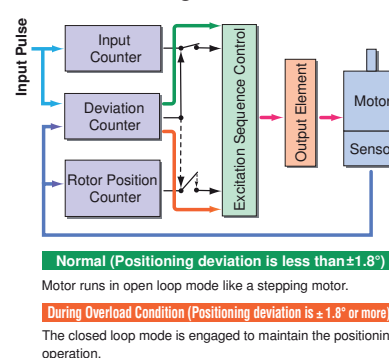 Input Pulse
Input
Counter
Deviation
Counter
Rotor Position
Counter
Excitation Sequence Control
Output Element
Motor
Senso
Normal (Positioning deviation is less than±1.8°)
Motor runs in open loop mode like a stepping motor.
During Overload Condition (Positioning deviation is ± 1.8° or more)
The closed loop mode is engaged to maintain the positionin
operation.